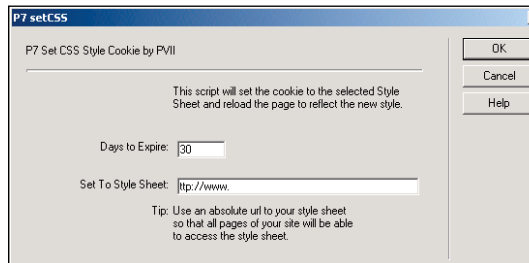 P7 setCSS
P7 Set CSS Style Cookie by PVII
OK
Cancel
Help
This script will set the cookie to the selected Style
Sheet and reload the page to reflect the new style.
Days to Expire: 30
Set To Style Sheet: ttp://www.
Tip: Use an absolute url to your style sheet
so that all pages of your site will be able
to access the style sheet.